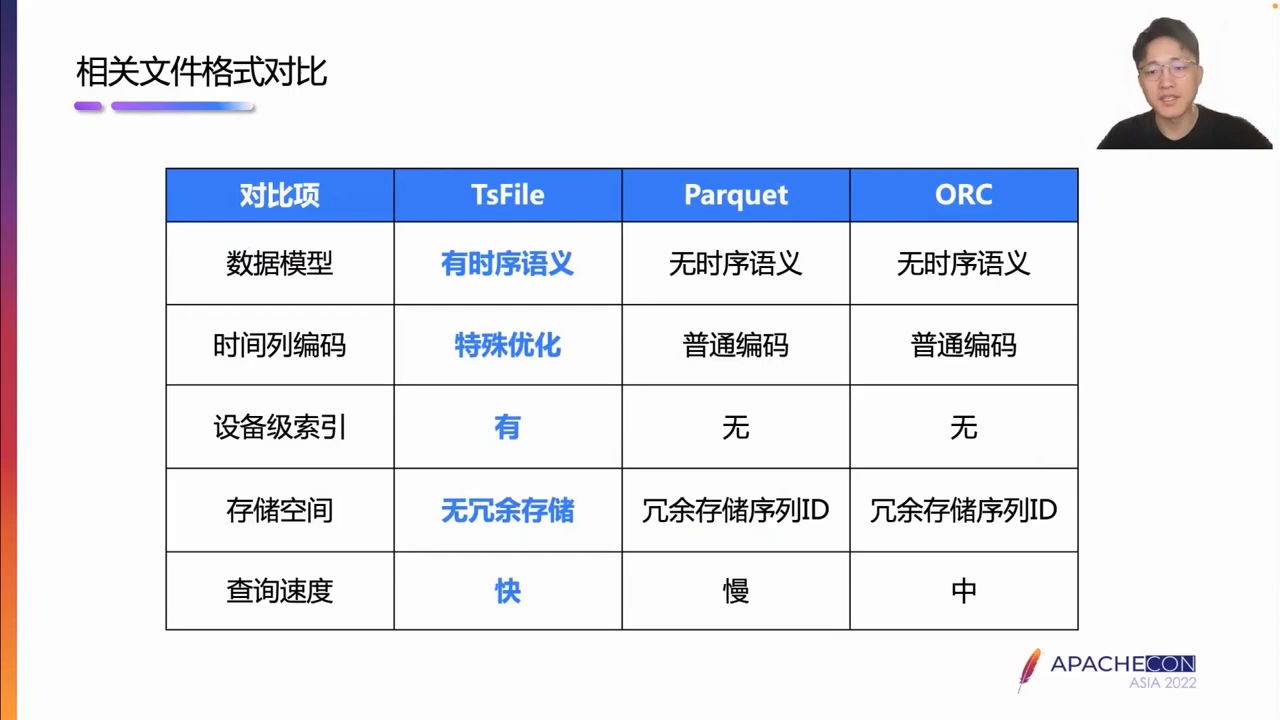 相关文件格式对比
对比项 TsFile Parquet ORC
数据模型 有时序语义 无时序语义 无时序语义
时间列编码 特殊优化 普通编码 普通编码
设备级索引 有 无 无
存储空间 无冗余存储 冗余存储序列ID 冗余存储序列ID
查询速度 快 慢 中
APACHECON
ASIA 2022